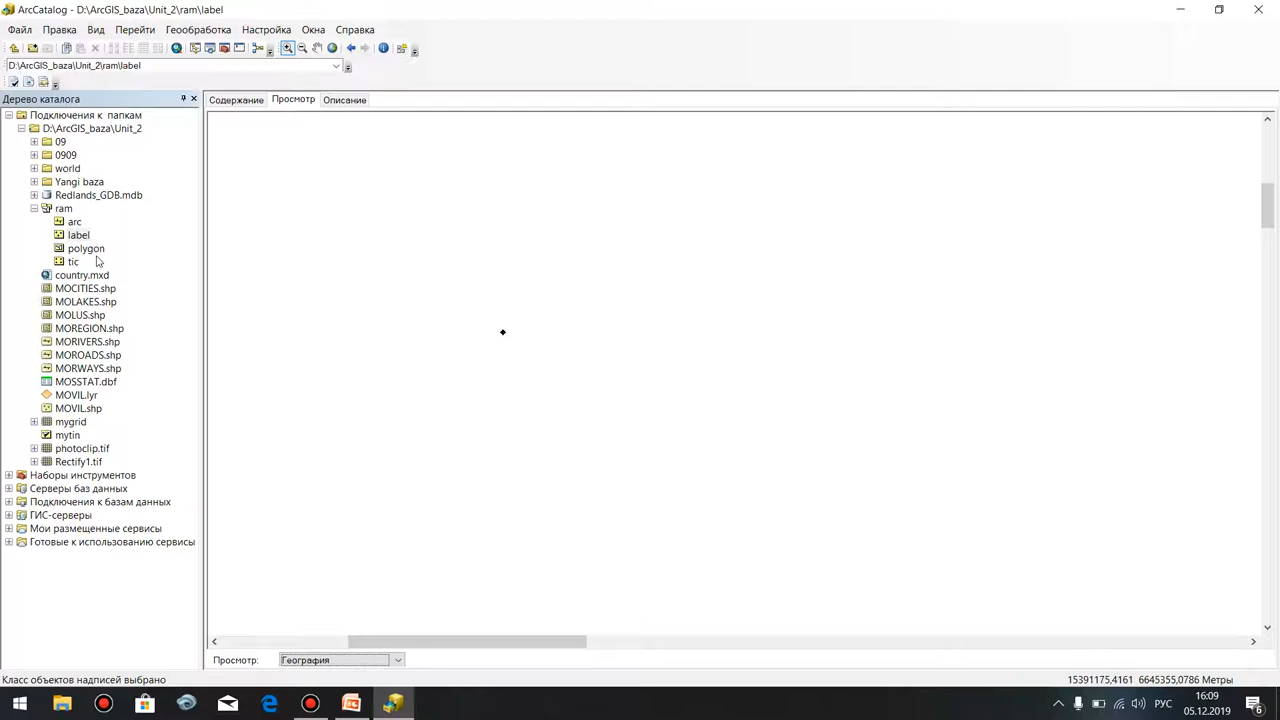 ArcCatalog - D:\ArcGIS_baza\Unit_2\ram\label
Файл Правка Вид Перейти Геообработка Настройка Окна Справка
D:\ArcGIS_baza\Unit_2\ram\label
Дерево каталога
Содержание Просмотр Описание
Подключения к папкам
D:\ArcGIS_baza\Unit_2
09
0909
world
Yangi baza
Redlands_GDB.mdb
ram
arc
label
polygon
tic
country.mxd
MOCITIES.shp
MOLAKES.shp
MOLUS.shp
MOREGION.shp
MORIVERS.shp
MOROADS.shp
MORWAYS.shp
MOSSTAT.dbf
MOVIL.lyr
MOVIL.shp
mygrid
mytin
photoclip.tif
Rectify1.tif
Наборы инструментов
Серверы баз данных
Подключения к базам данных
ГИС-серверы
Мои размещенные сервисы
Готовые к использованию сервисы
Просмотр: География
Класс объектов надписей выбрано
15391175,4161 6645355,0786 Метры
РУС
16:09
05.12.2019
6